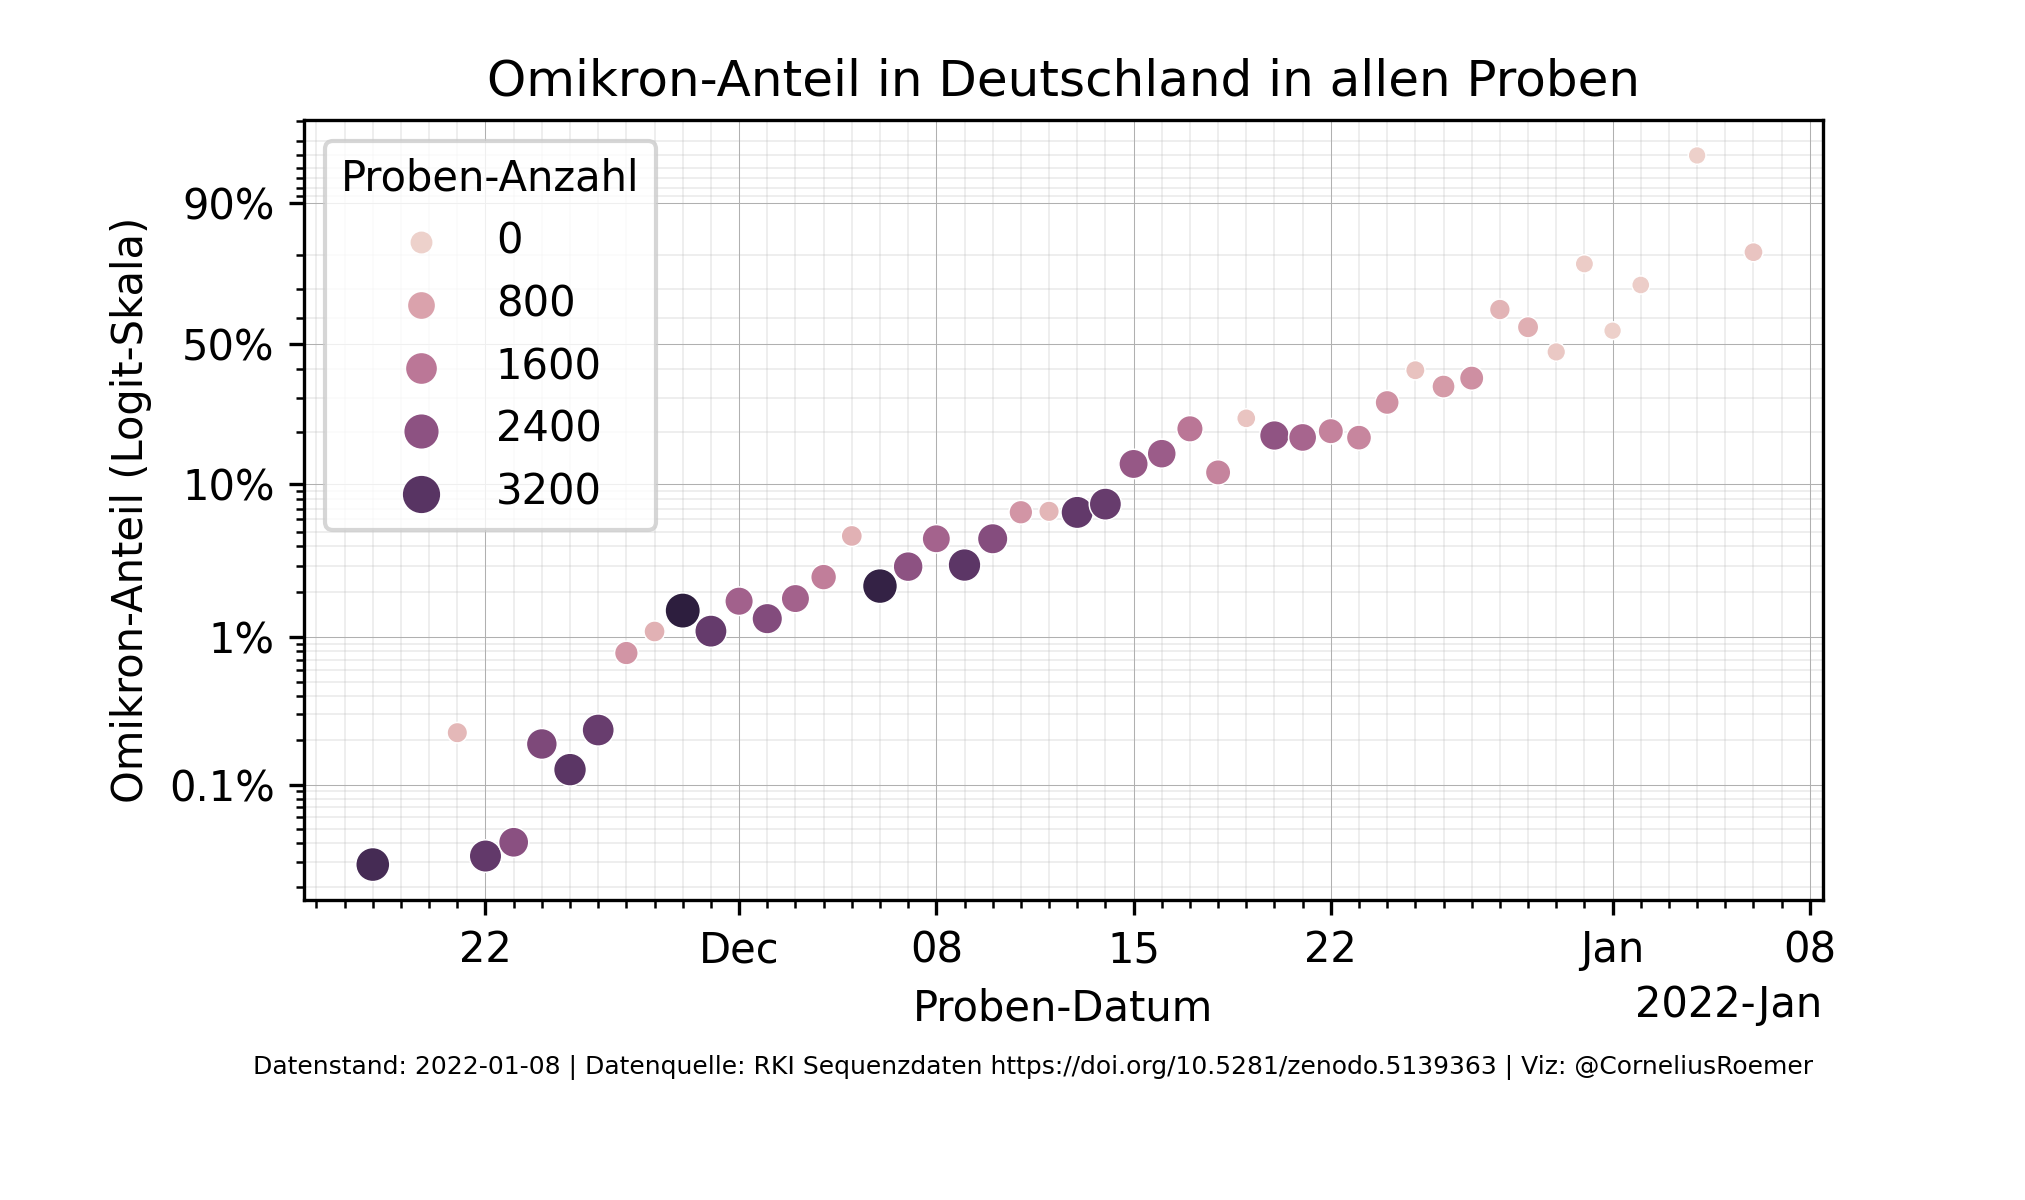 Omikron-Anteil in Deutschland in allen Proben
Proben-Anzahl
0
800
1600
2400
3200
Omikron-Anteil (Logit-Skala)
90%
50%
10%
1%
0.1%
22 Dec 08 15 22 Jan 08
Proben-Datum
2022-Jan
Datenstand: 2022-01-08 | Datenquelle: RKI Sequenzdaten https://doi.org/10.5281/zenodo.5139363 | Viz: @CorneliusRoemer